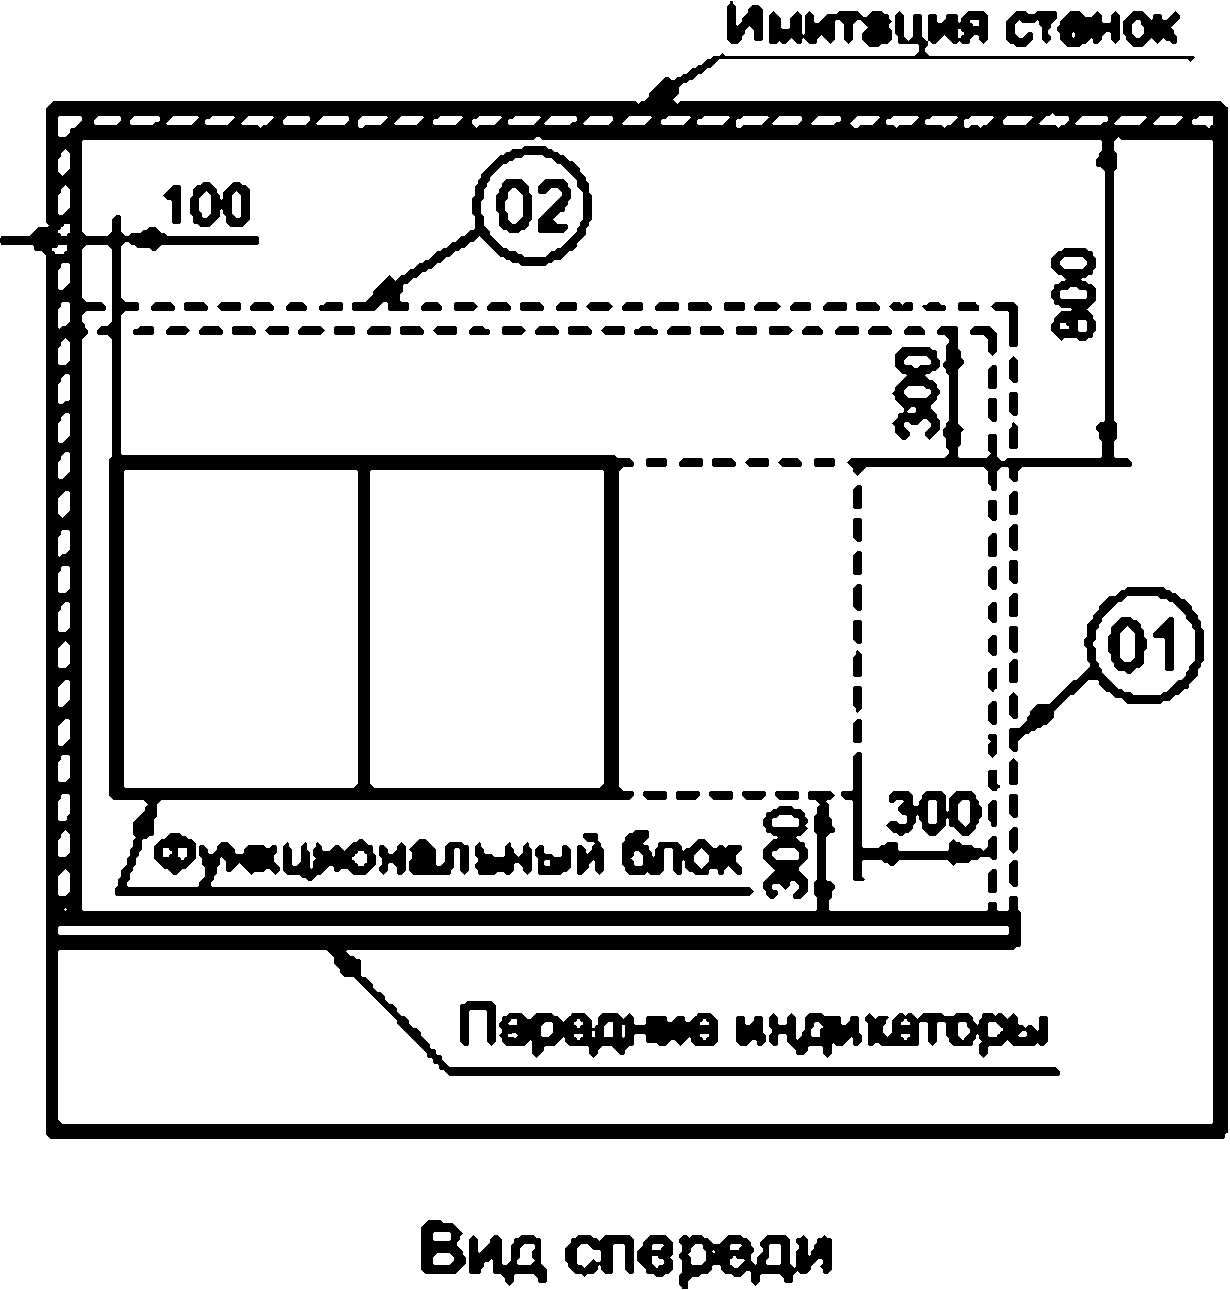 Имитация стенок
100
02
800
300
01
300
300
Функциональный блок
Передние индикаторы
Вид спереди